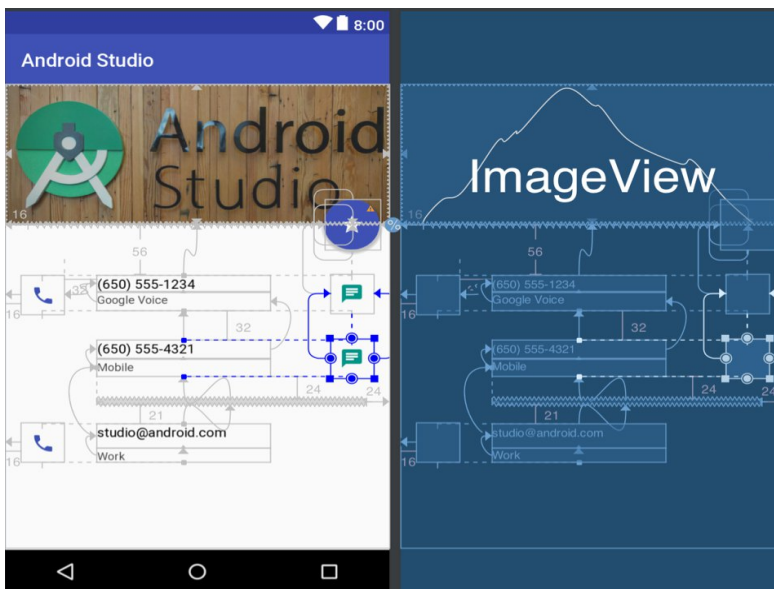 8:00
Android Studio
Android
Studio
ImageView
16
16
56
(650) 555-1234
(650) 555-1234
Google Voice
Google Voice
32
16
16
32
32
(650) 555-4321
(650) 555-4321
Mobile
Mobile
24
24
24
24
21
21
studio@android.com
studio@android.com
Work
Work
16
16
56
%